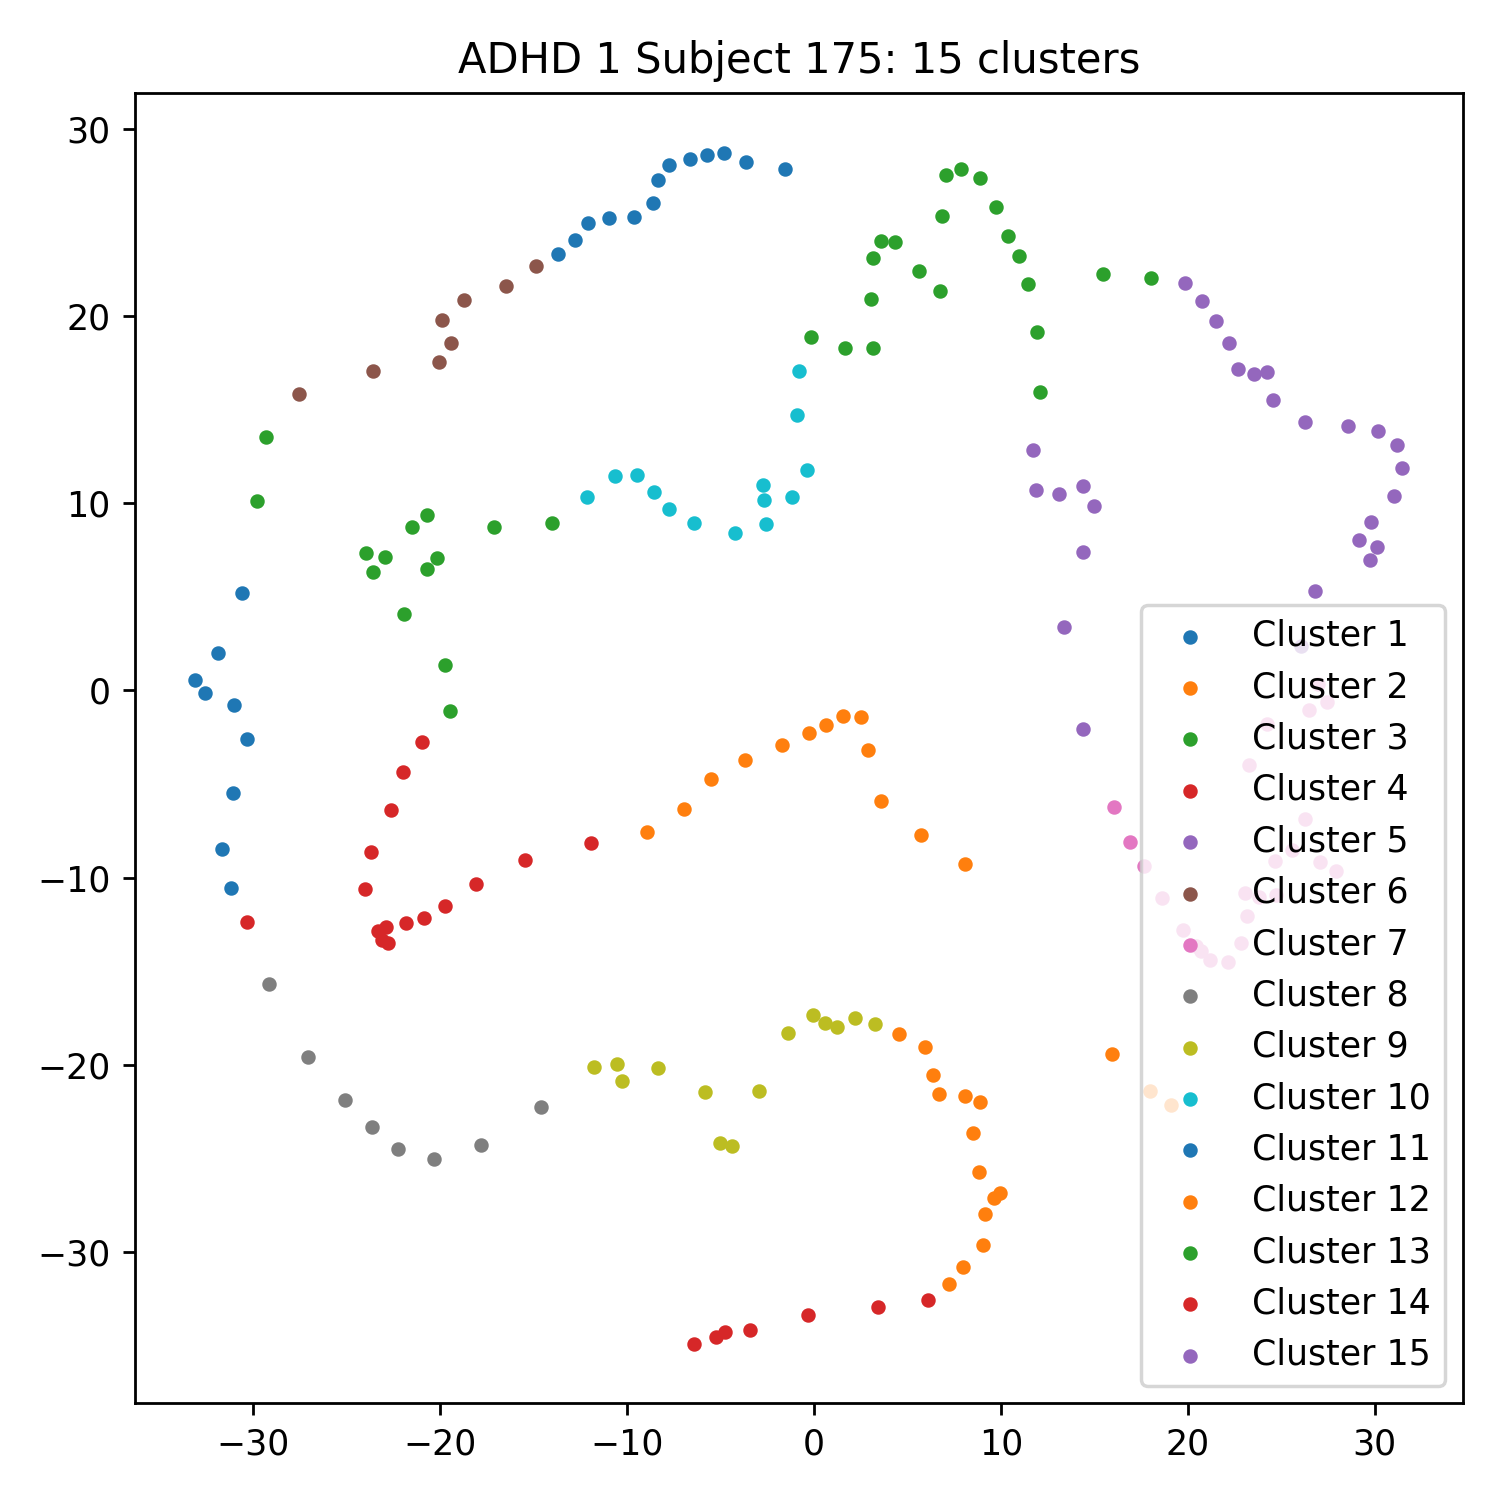 ADHD 1 Subject 175: 15 clusters
30
20
10
0
−10
−20
−30
−30
−20
−10
0
10
20
30
Cluster 1
Cluster 2
Cluster 3
Cluster 4
Cluster 5
Cluster 6
Cluster 7
Cluster 8
Cluster 9
Cluster 10
Cluster 11
Cluster 12
Cluster 13
Cluster 14
Cluster 15